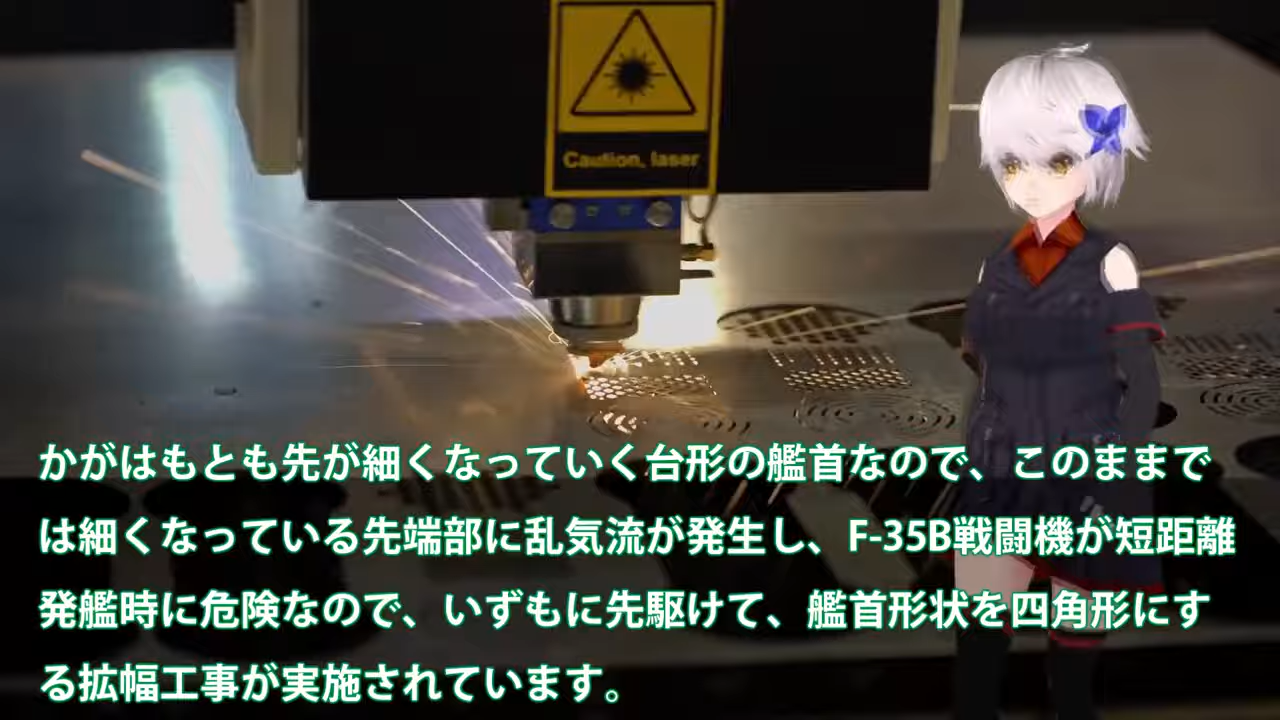 Caution, laser
かがはもとも先が細くなっていく台形の艦首なので、このままで
は細くなっている先端部に乱気流が発生し、F-35B戦闘機が短距離
発艦時に危険なので、いずもに先駆けて、艦首形状を四角形にす
る拡幅工事が実施されています。